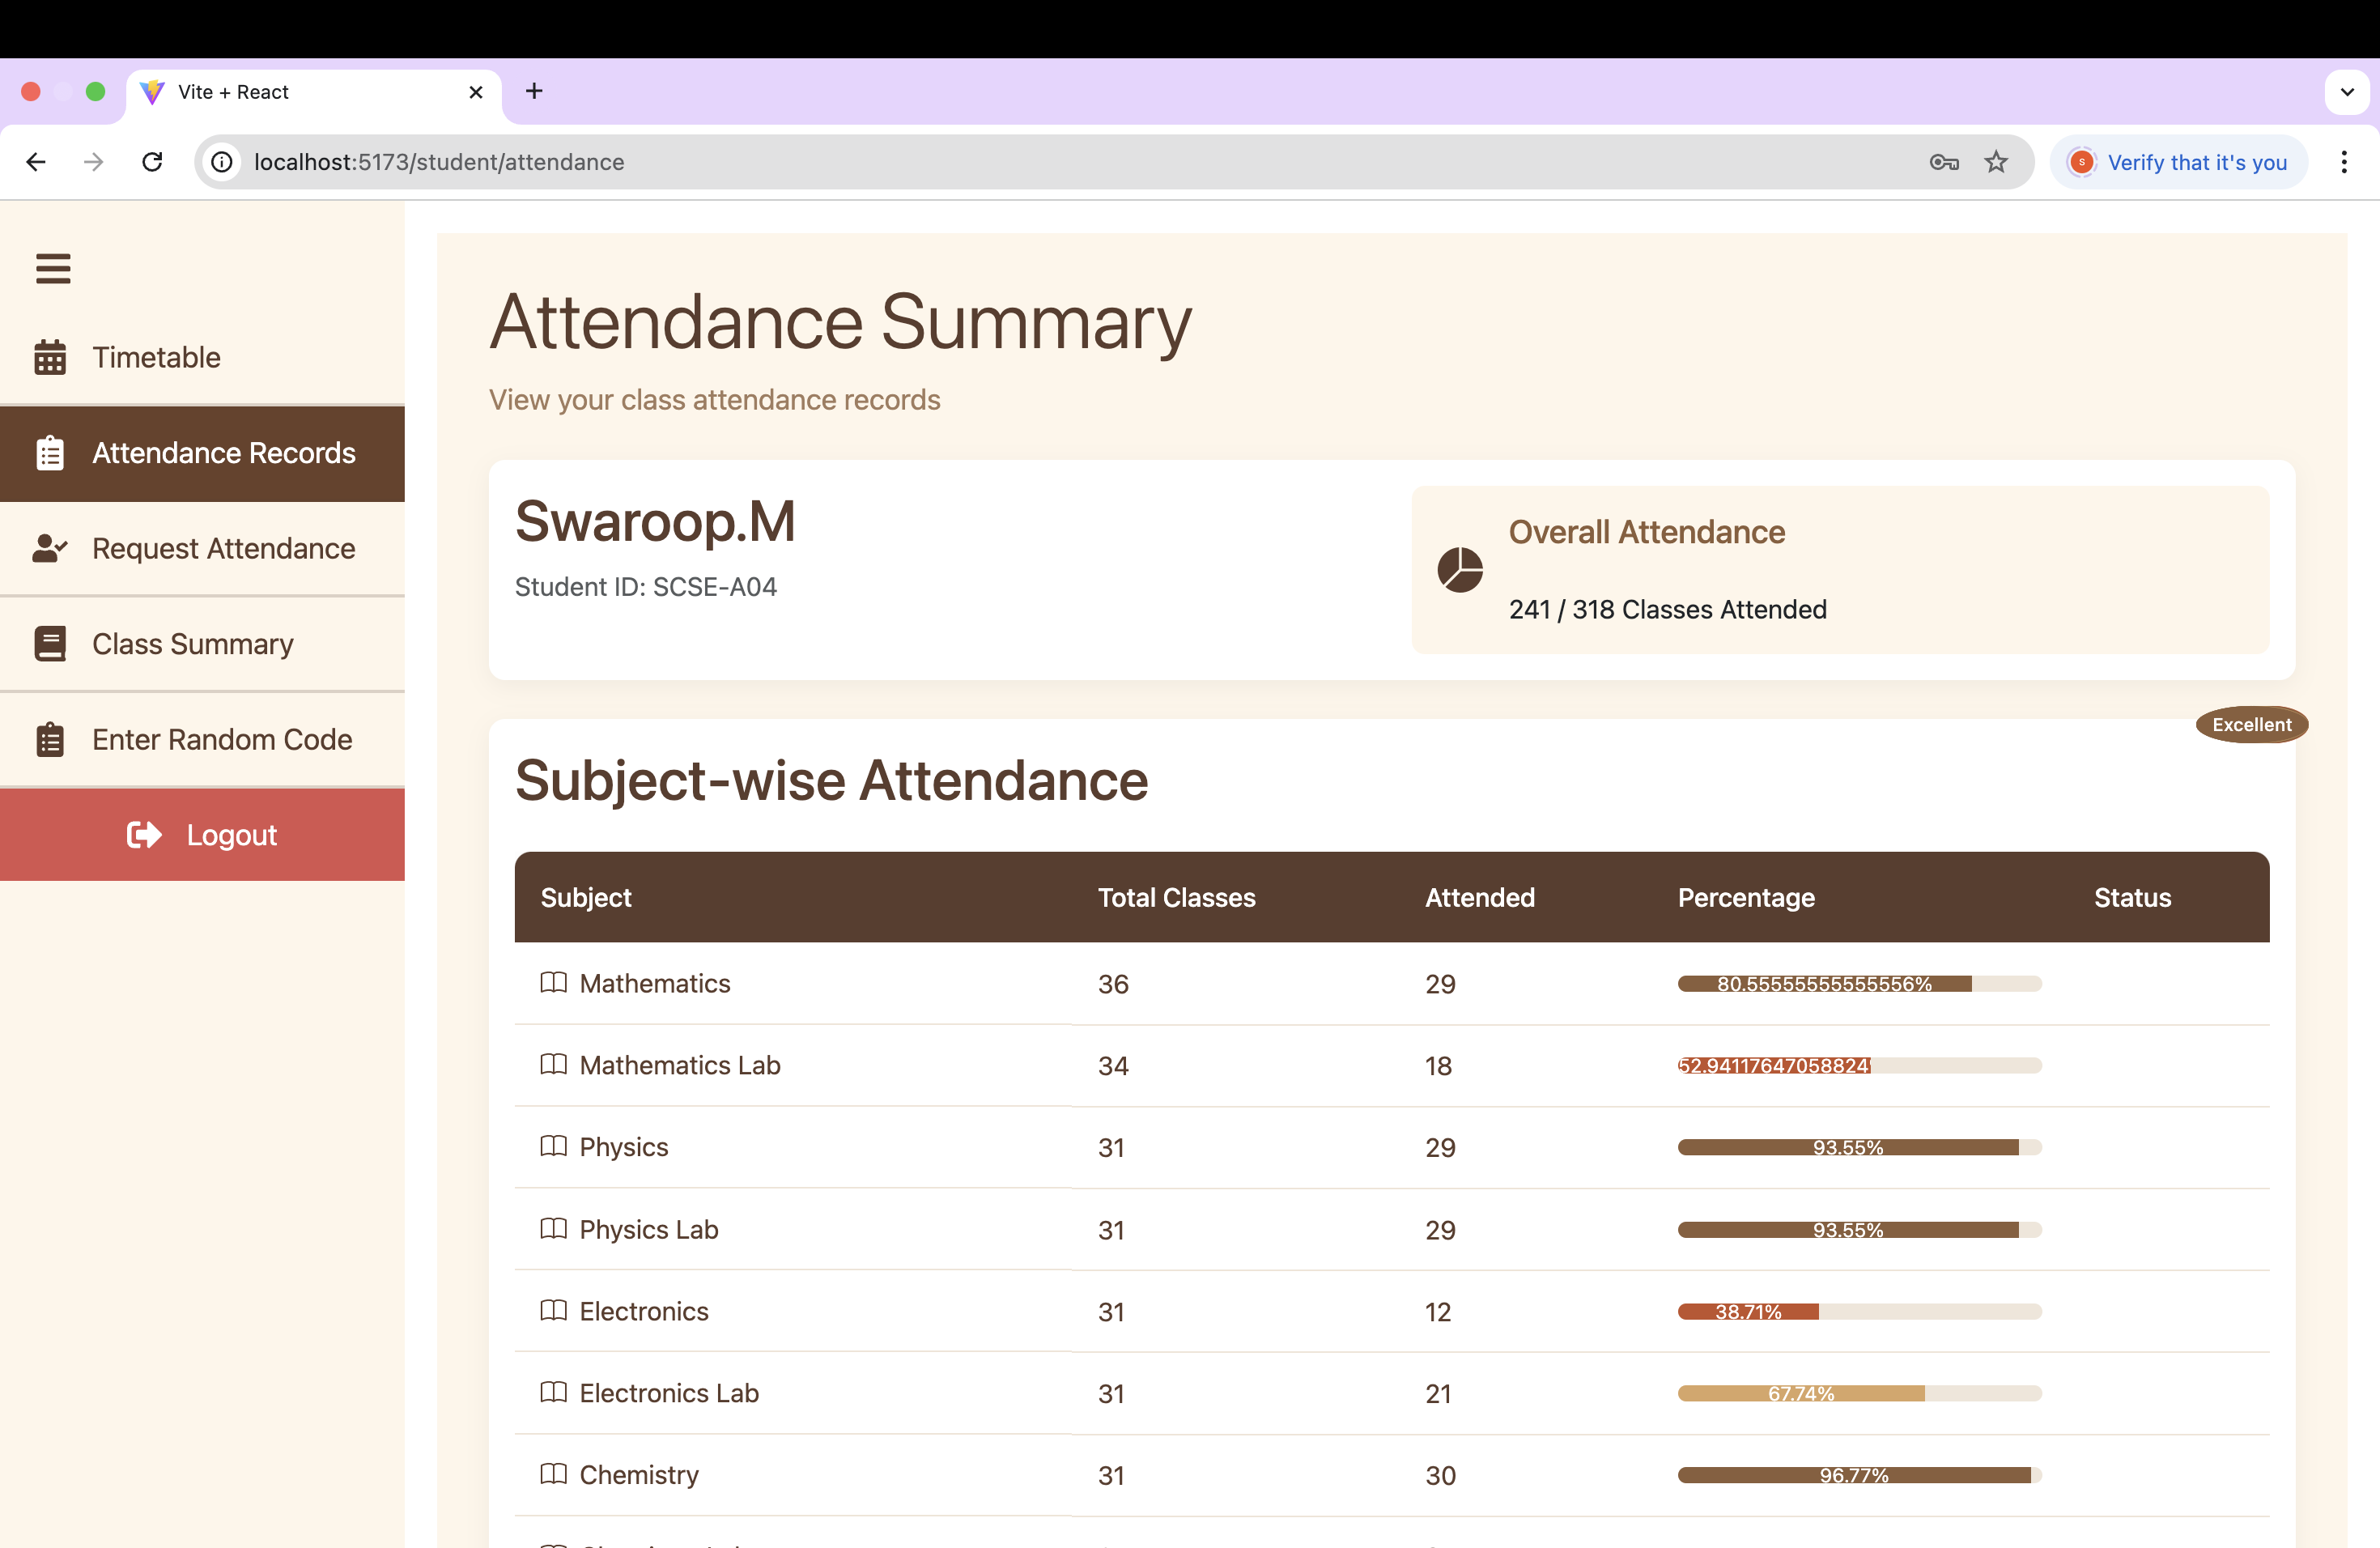 Vite + React
localhost:5173/student/attendance
S
Verify that it's you
Timetable
Attendance Records
Request Attendance
Class Summary
Enter Random Code
Logout
Attendance Summary
View your class attendance records
Swaroop.M
Student ID: SCSE-A04
Overall Attendance
241 / 318 Classes Attended
Excellent
Subject-wise Attendance
Subject Total Classes Attended Percentage Status
Mathematics 36 29 80.55555555555556%
Mathematics Lab 34 18 52.94117647058824
Physics 31 29 93.55%
Physics Lab 31 29 93.55%
Electronics 31 12 38.71%
Electronics Lab 31 21 67.74%
Chemistry 31 30 96.77%